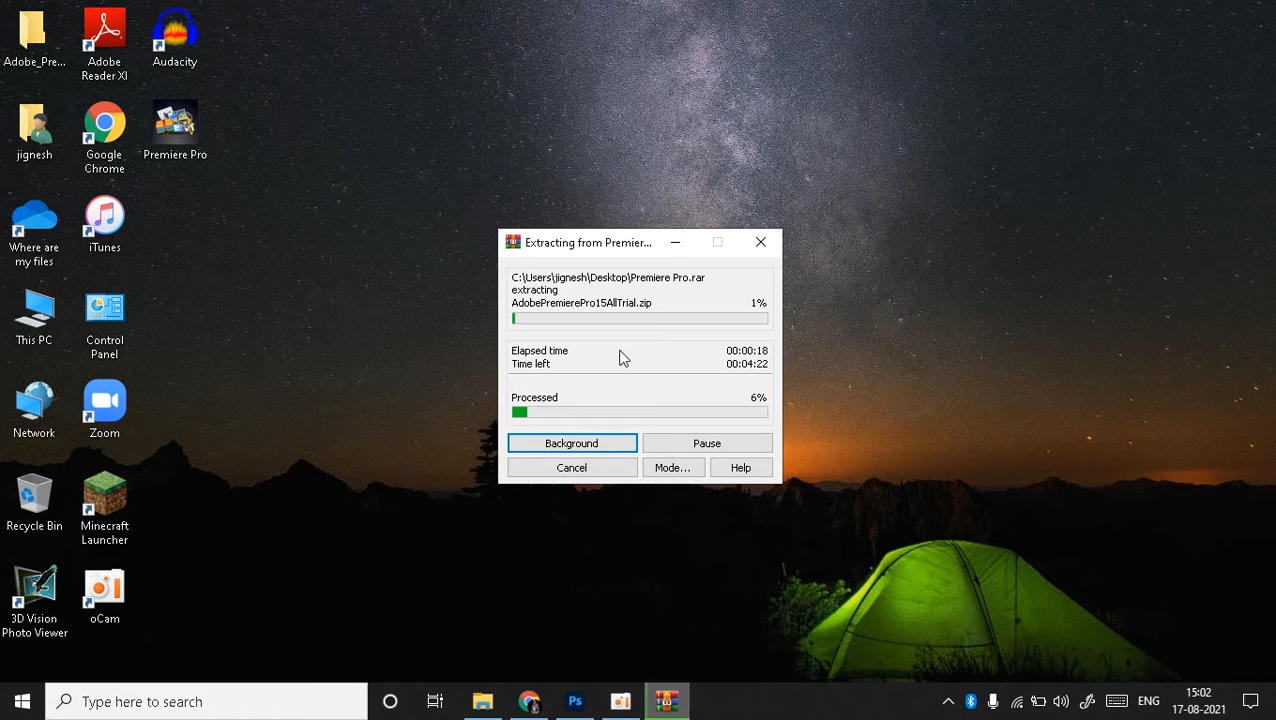 Adobe_Pre...
Adobe
Reader XI
Audacity
jignesh
Google
Chrome
Premiere Pro
Where are
my files
iTunes
This PC
Control
Panel
Network
Zoom
Recycle Bin
Minecraft
Launcher
3D Vision
Photo Viewer
oCam
Extracting from Premier...
C:\Users\jignesh\Desktop\Premiere Pro.rar
extracting
AdobePremierePro15AllTrial.zip 1%
Elapsed time 00:00:18
Time left 00:04:22
Processed 6%
Background Pause
Cancel Mode... Help
Type here to search
Ps
ENG
15:02
17-08-2021